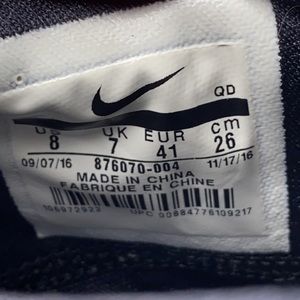 QD
US UK EUR cm
8 7 41 26
09/07/16 876070-004 11/17/16
MADE IN CHINA
FABRIQUE EN CHINE
UPC 00884776109217